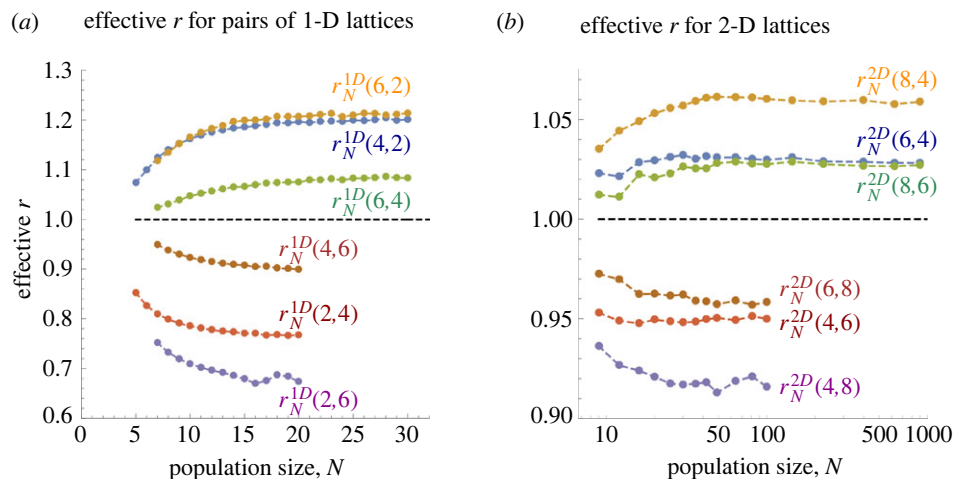 (a) effective r for pairs of 1-D lattices
1.3
1.2
1.1
1.0
0.9
0.8
0.7
0.6
effective r
r_N^{1D}(6,2)
r_N^{1D}(4,2)
r_N^{1D}(6,4)
r_N^{1D}(4,6)
r_N^{1D}(2,4)
r_N^{1D}(2,6)
0 5 10 15 20 25 30
population size, N
(b) effective r for 2-D lattices
1.05
1.00
0.95
0.90
r_N^{2D}(8,4)
r_N^{2D}(6,4)
r_N^{2D}(8,6)
r_N^{2D}(6,8)
r_N^{2D}(4,6)
r_N^{2D}(4,8)
10 50 100 500 1000
population size, N